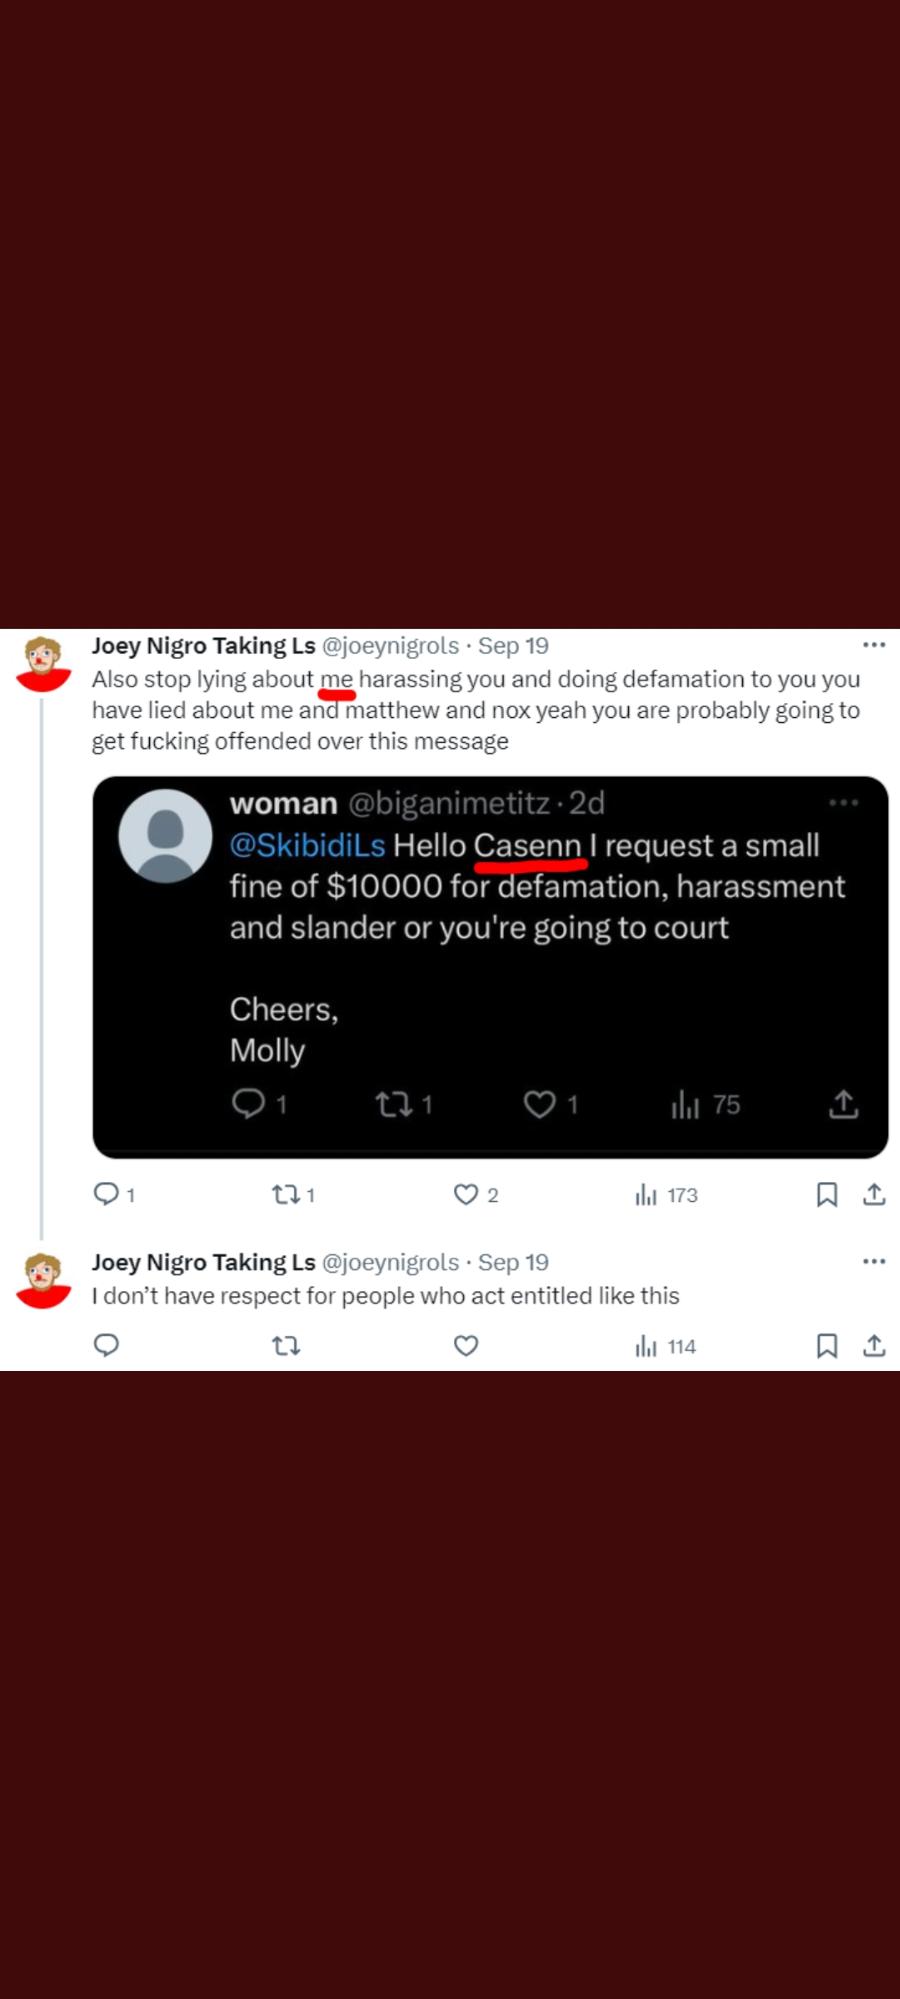 Joey Nigro Taking Ls @joeynigrols · Sep 19
Also stop lying about me harassing you and doing defamation to you you
have lied about me and matthew and nox yeah you are probably going to
get fucking offended over this message
woman @biganimetitz · 2d
@SkibidiLs Hello Casenn I request a small
fine of $10000 for defamation, harassment
and slander or you're going to court
Cheers,
Molly
1 1 1 75
1 1 2 173
Joey Nigro Taking Ls @joeynigrols · Sep 19
I don’t have respect for people who act entitled like this
114